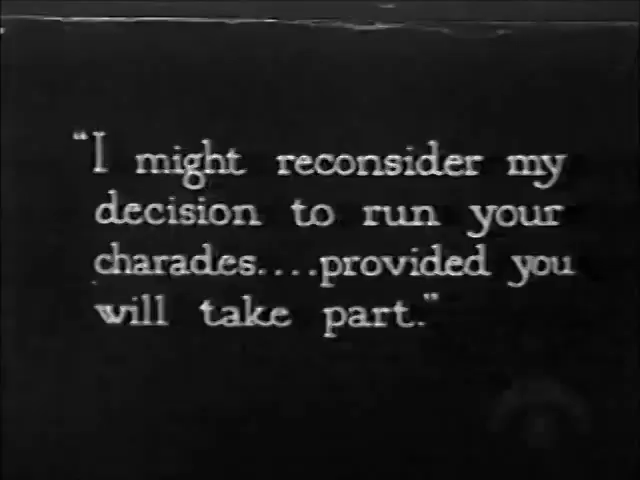 “I might reconsider my
decision to run your
charades....provided you
will take part.”